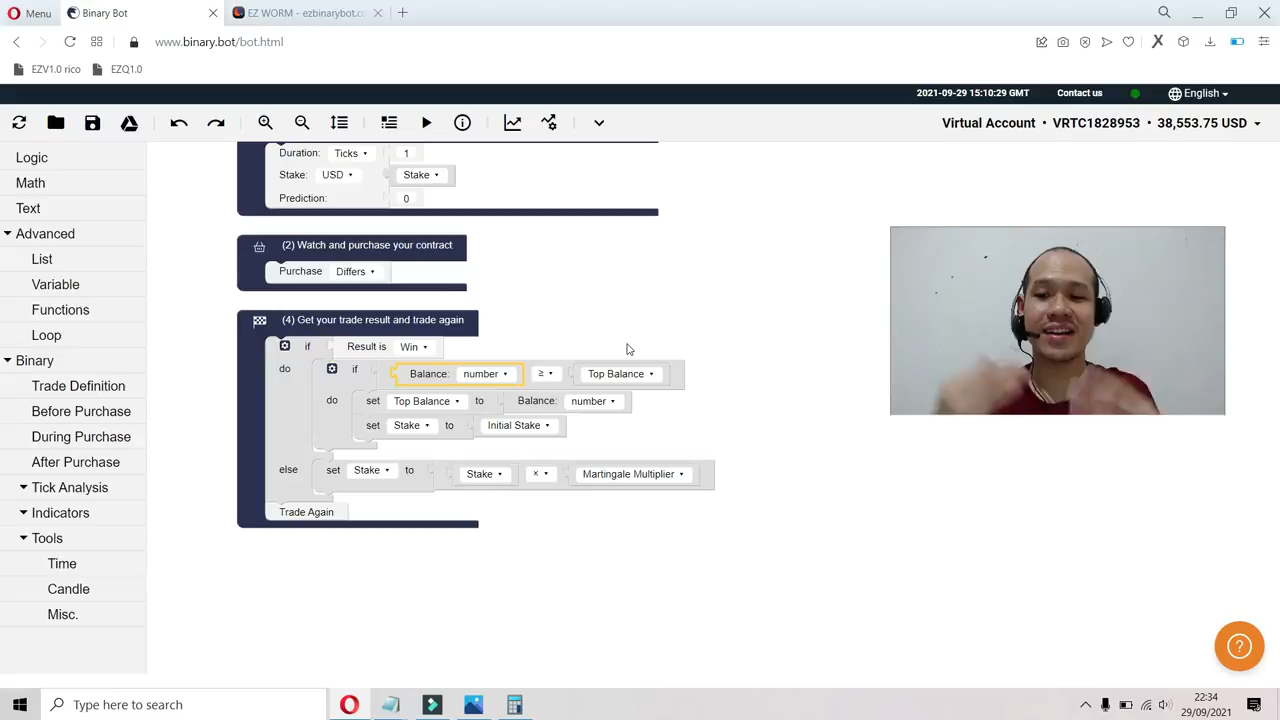 Menu
Binary Bot
EZ WORM - ezbinarybot.co
www.binary.bot/bot.html
EZV1.0 rico
EZQ1.0
2021-09-29 15:10:29 GMT
Contact us
English
Virtual Account • VRTC1828953 • 38,553.75 USD
Logic
Math
Text
Advanced
List
Variable
Functions
Loop
Binary
Trade Definition
Before Purchase
During Purchase
After Purchase
Tick Analysis
Indicators
Tools
Time
Candle
Misc.
Duration: Ticks 1
Stake: USD Stake
Prediction: 0
(2) Watch and purchase your contract
Purchase Differs
(4) Get your trade result and trade again
if Result is Win
do if Balance: number ≥ Top Balance
do set Top Balance to Balance: number
set Stake to Initial Stake
else set Stake to Stake × Martingale Multiplier
Trade Again
?
Type here to search
22:34
29/09/2021